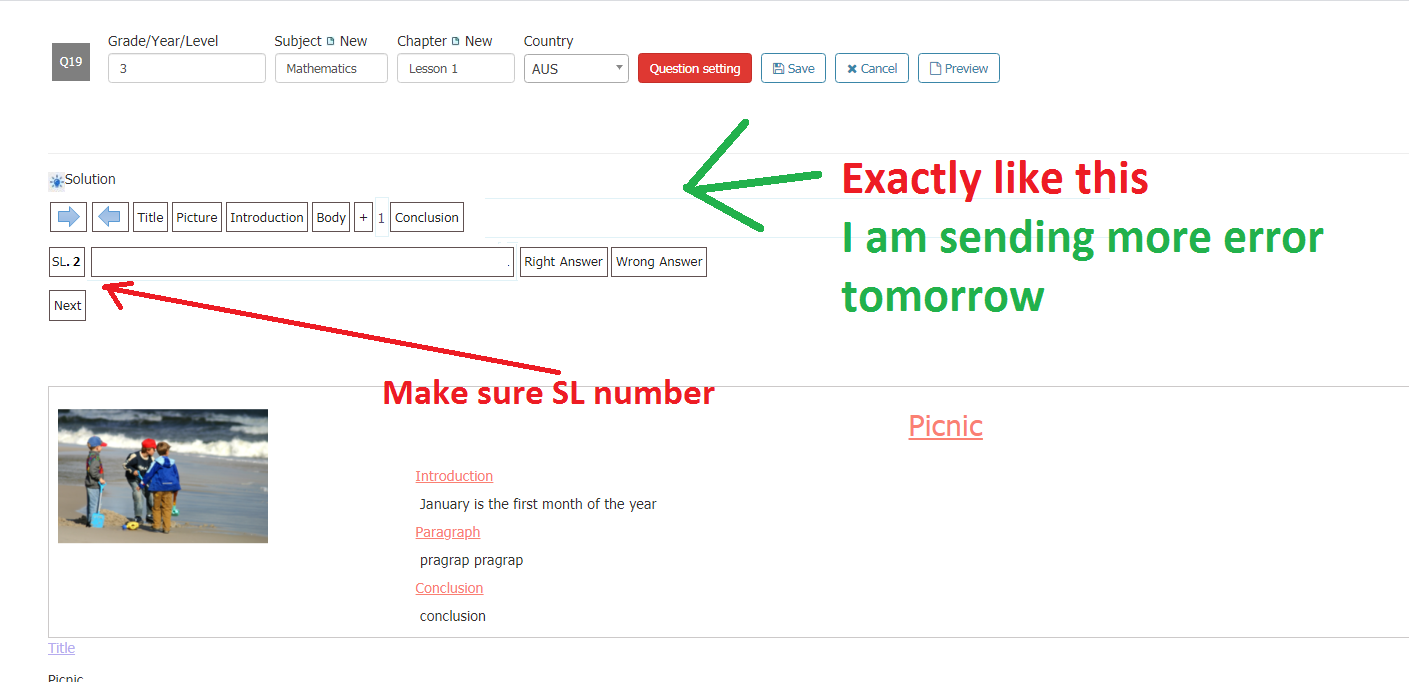 Grade/Year/Level Subject New Chapter New Country
Q19 3 Mathematics Lesson 1 AUS Question setting Save Cancel Preview
Exactly like this
Solution
Title Picture Introduction Body + 1 Conclusion
I am sending more error
tomorrow
SL. 2 . Right Answer Wrong Answer
Next
Make sure SL number
Picnic
Introduction
January is the first month of the year
Paragraph
pragrap pragrap
Conclusion
conclusion
Title
Picnic